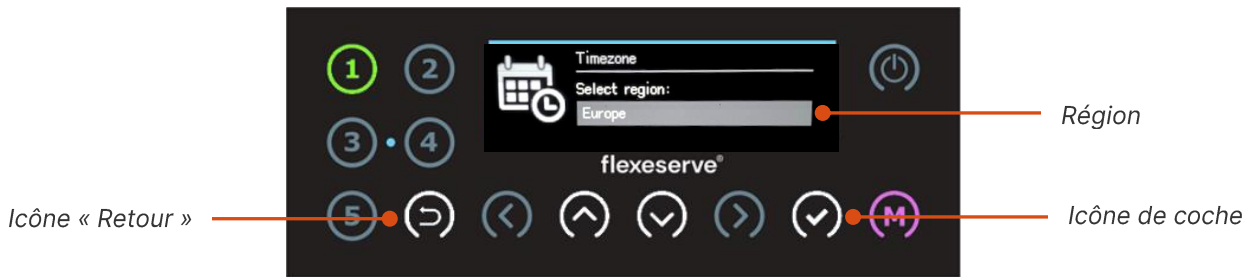 1
2
Timezone
Select region:
Europe
Région
3
4
flexeserve®
5
M
Icône « Retour »
Icône de coche